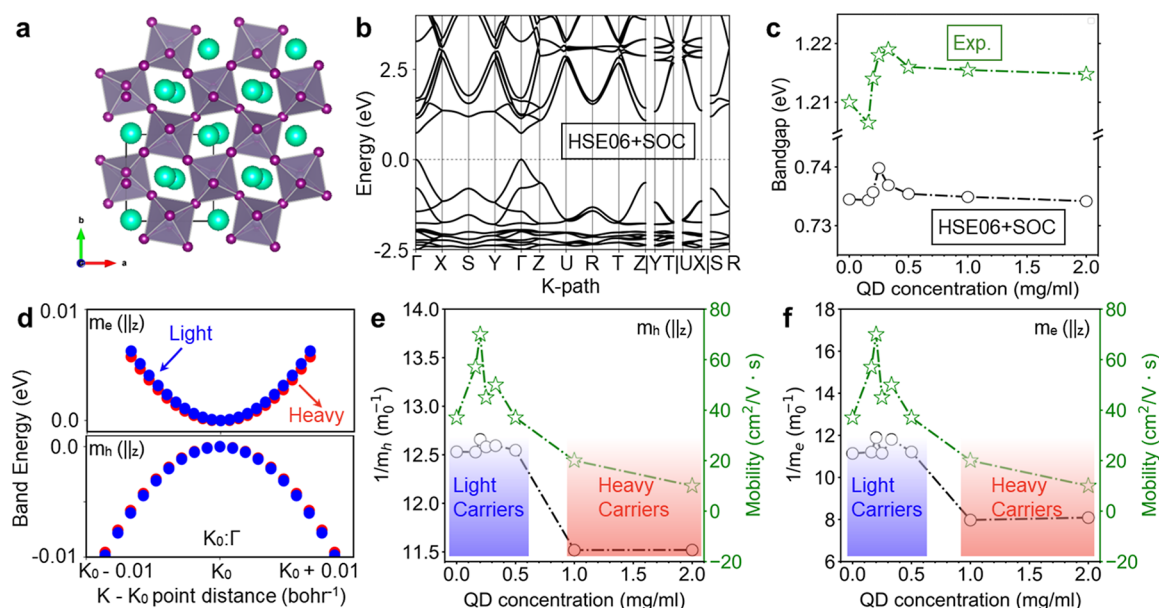 a
b
a
b
2.5
0.0
-2.5
Energy (eV)
HSE06+SOC
Γ X S Y Γ Z U R T Z|YT|UX|S R
K-path
c
Exp.
1.22
1.21
0.74
0.73
Bandgap (eV)
HSE06+SOC
0.0 0.5 1.0 1.5 2.0
QD concentration (mg/ml)
d
0.01
mₑ (||z)
Light
Heavy
0.0
0.0
mₕ (||z)
Band Energy (eV)
K₀:Γ
-0.01
K₀ - 0.01 K₀ K₀ + 0.01
K - K₀ point distance (bohr⁻¹)
e
14.0
13.5
13.0
12.5
12.0
11.5
1/mₕ (m₀⁻¹)
mₕ (||z)
Light
Carriers
Heavy
Carriers
80
60
40
20
0
−20
Mobility (cm²/V · s)
0.0 0.5 1.0 1.5 2.0
QD concentration (mg/ml)
f
18
16
14
12
10
8
6
1/mₑ (m₀⁻¹)
mₑ (||z)
Light
Carriers
Heavy
Carriers
80
60
40
20
0
−20
Mobility (cm²/V · s)
0.0 0.5 1.0 1.5 2.0
QD concentration (mg/ml)